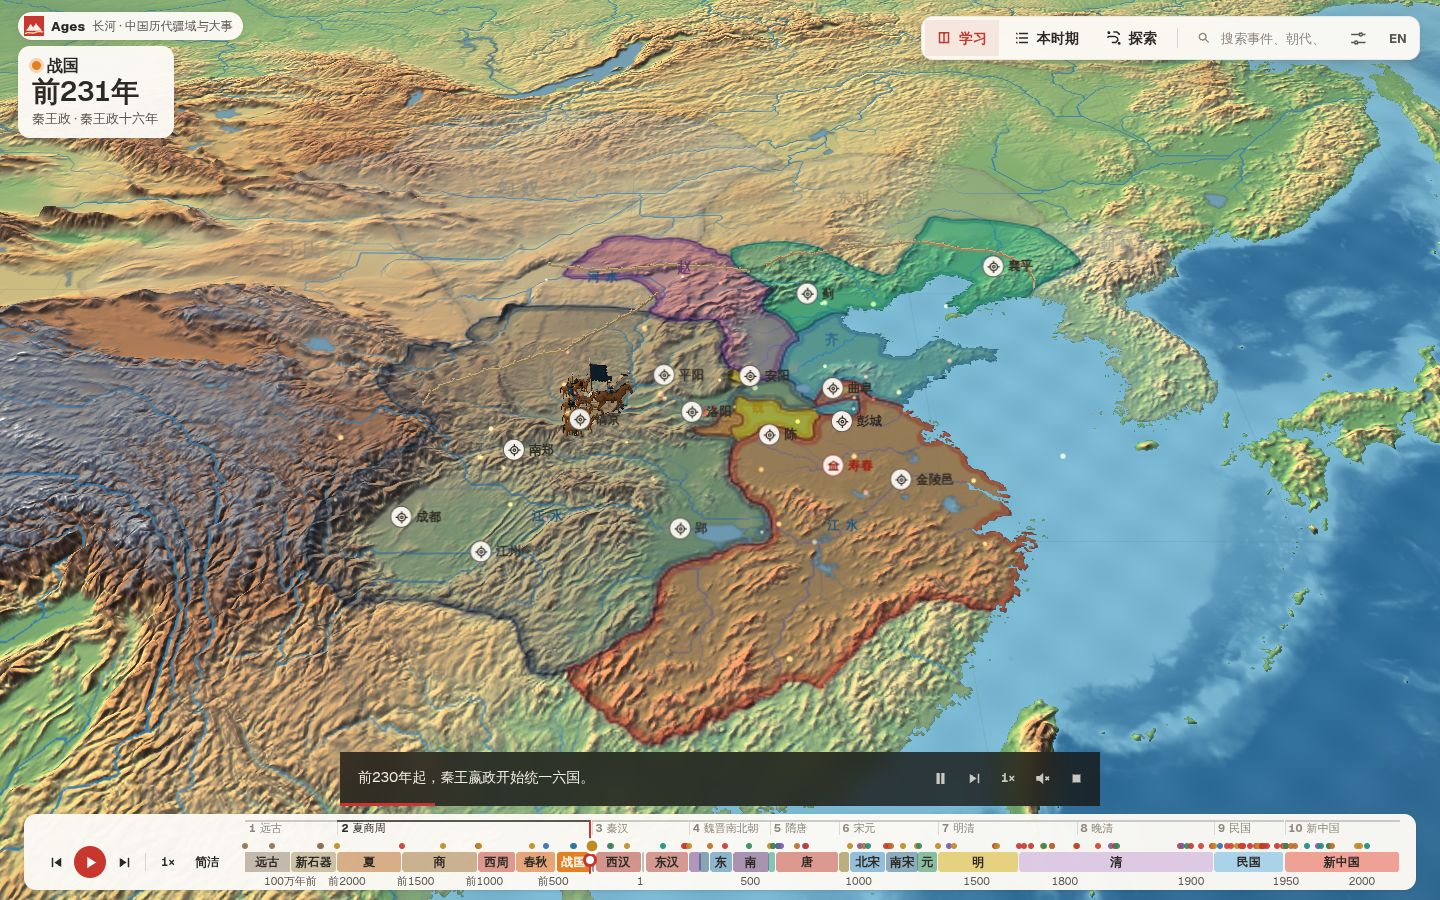 Ages 长河·中国历代疆域与大事
战国
前231年
秦王政·秦王政十六年
学习
本时期
探索
搜索事件、朝代、
EN
东胡
赵
河水
襄平
蓟
齐
平阳
安阳
曲阜
洛阳
魏
彭城
陈
南郑
寿春
金陵邑
成都
江水
郢
江水
江州
前230年起，秦王嬴政开始统一六国。
1×
1 远古
2 夏商周
3 秦汉
4 魏晋南北朝
5 隋唐
6 宋元
7 明清
8 晚清
9 民国
10 新中国
1×
简洁
远古
新石器
夏
商
西周
春秋
战国
西汉
东汉
东
南
唐
北宋
南宋
元
明
清
民国
新中国
100万年前
前2000
前1500
前1000
前500
1
500
1000
1500
1800
1900
1950
2000